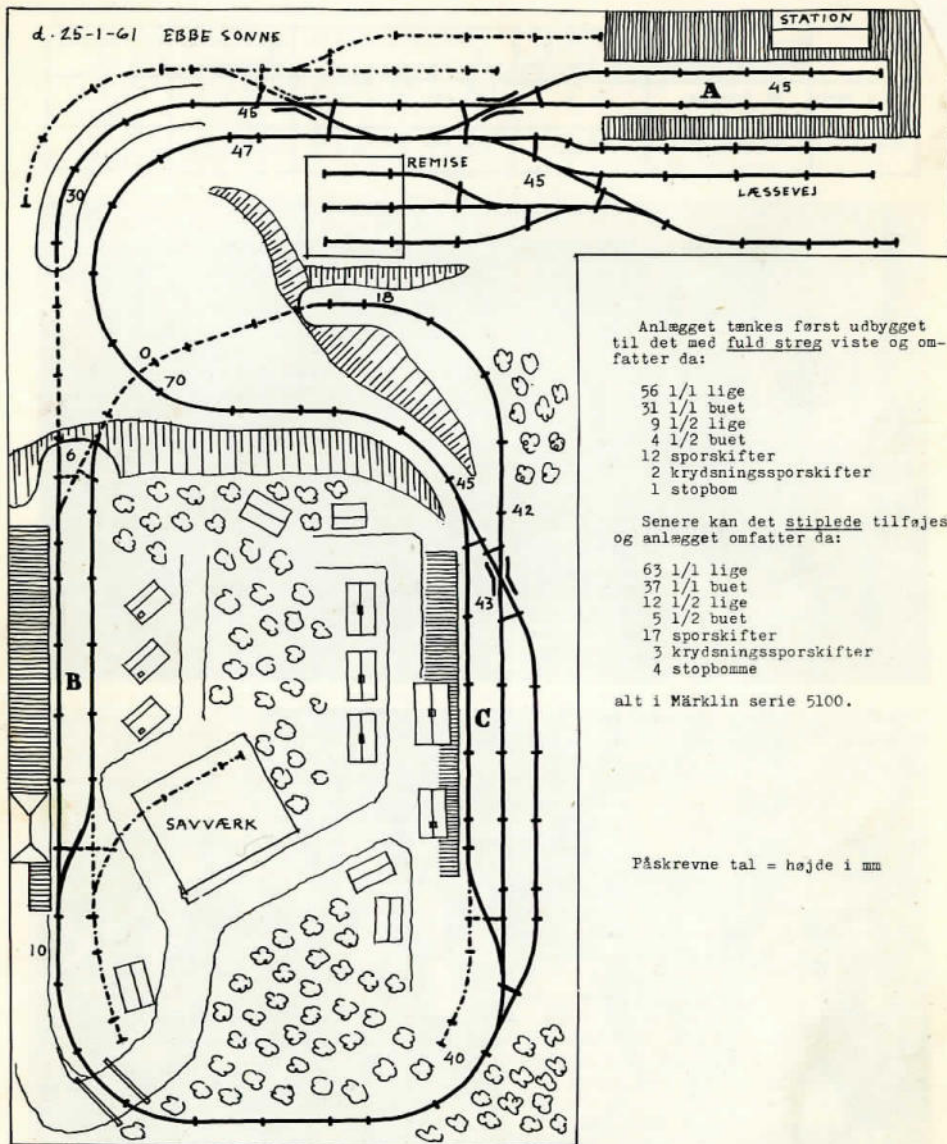 d. 25-1-61 EBBE SONNE
STATION
A
45
46
47
REMISE
45
LÆSSEVEJ
39
18
0
70
6
45
42
43
B
C
SAVVÆRK
10
40
Anlægget tænkes først udbygget
til det med fuld streg viste og om-
fatter da:
56 1/1 lige
31 1/1 buet
9 1/2 lige
4 1/2 buet
12 sporskifter
2 krydsningssporskifter
1 stopbom
Senere kan det stiplede tilføjes
og anlægget omfatter da:
63 1/1 lige
37 1/1 buet
12 1/2 lige
5 1/2 buet
17 sporskifter
3 krydsningssporskifter
4 stopbomme
alt i Märklin serie 5100.
Påskrevne tal = højde i mm